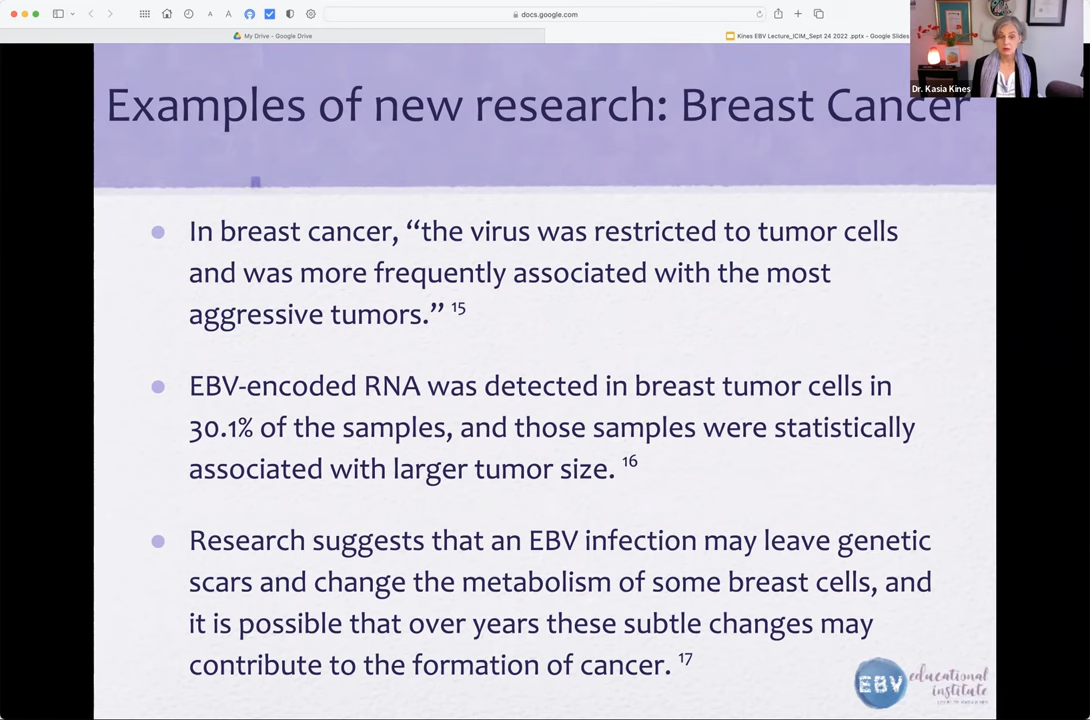 docs.google.com
My Drive - Google Drive
Kines EBV Lecture_ICIM_Sept 24 2022 .pptx - Google Slides
Dr. Kasia Kines
Examples of new research: Breast Cancer
In breast cancer, “the virus was restricted to tumor cells
and was more frequently associated with the most
aggressive tumors.” 15
EBV-encoded RNA was detected in breast tumor cells in
30.1% of the samples, and those samples were statistically
associated with larger tumor size. 16
Research suggests that an EBV infection may leave genetic
scars and change the metabolism of some breast cells, and
it is possible that over years these subtle changes may
contribute to the formation of cancer. 17
EBV educational
institute